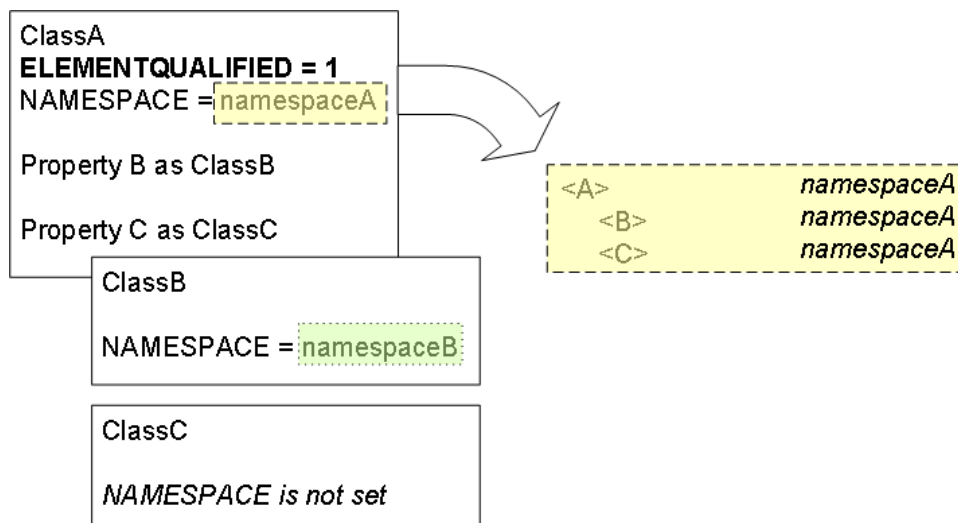 ClassA
ELEMENTQUALIFIED = 1
NAMESPACE = namespaceA
Property B as ClassB
Property C as ClassC
ClassB
NAMESPACE = namespaceB
ClassC
NAMESPACE is not set
<A> namespaceA
<B> namespaceA
<C> namespaceA